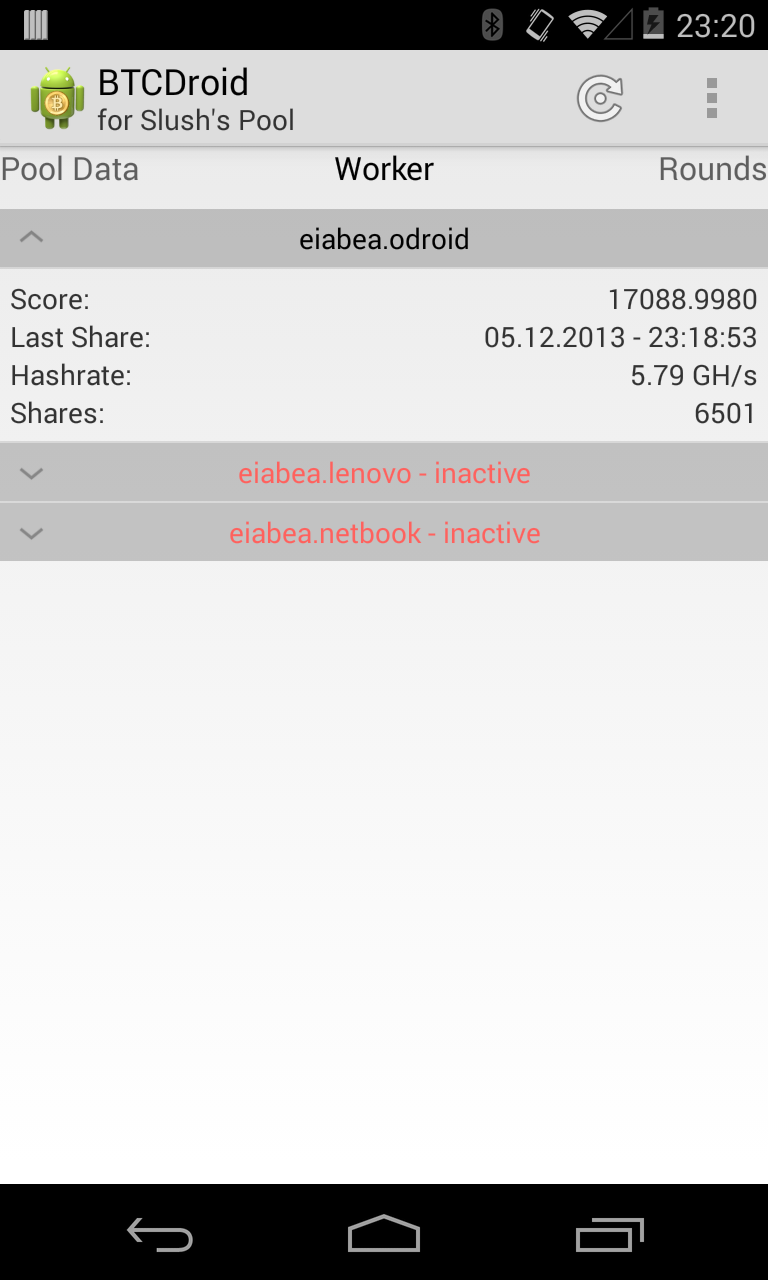 23:20
BTCDroid
for Slush's Pool
Pool Data Worker Rounds
eiabea.odroid
Score: 17088.9980
Last Share: 05.12.2013 - 23:18:53
Hashrate: 5.79 GH/s
Shares: 6501
eiabea.lenovo - inactive
eiabea.netbook - inactive